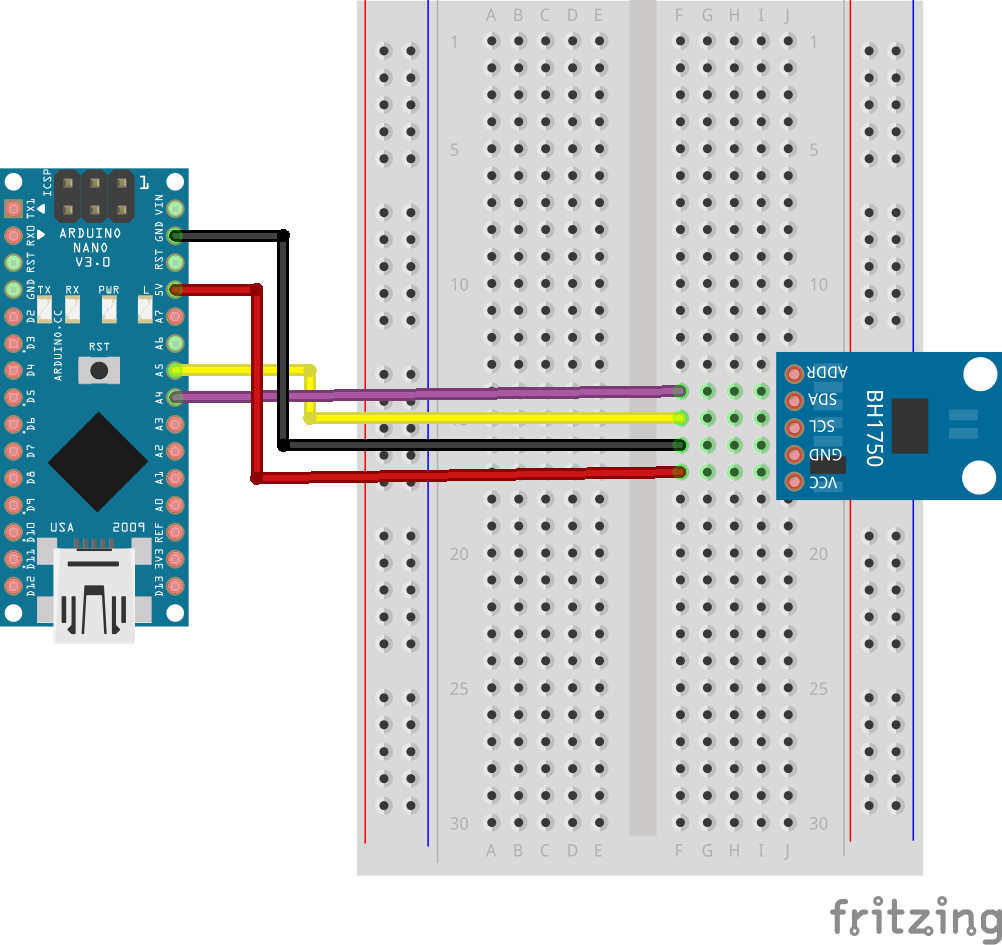 A B C D E F G H I J
1 1
5 5
10 10
15
20 20
25 25
30 30
A B C D E F G H I J
ICSP
1
ARDUINO
NANO
V3.0
TX RX PWR L
RST
ARDUINO.CC
USA 2009
TX1
RX0
RST
GND
D2
D3
D4
D5
D6
D7
D8
D9
D10
D11
D12
VIN
GND
RST
5V
A7
A6
A5
A4
A3
A2
A1
A0
REF
3V3
D13
ADDR
SDA
SCL
GND
VCC
BH1750
fritzing